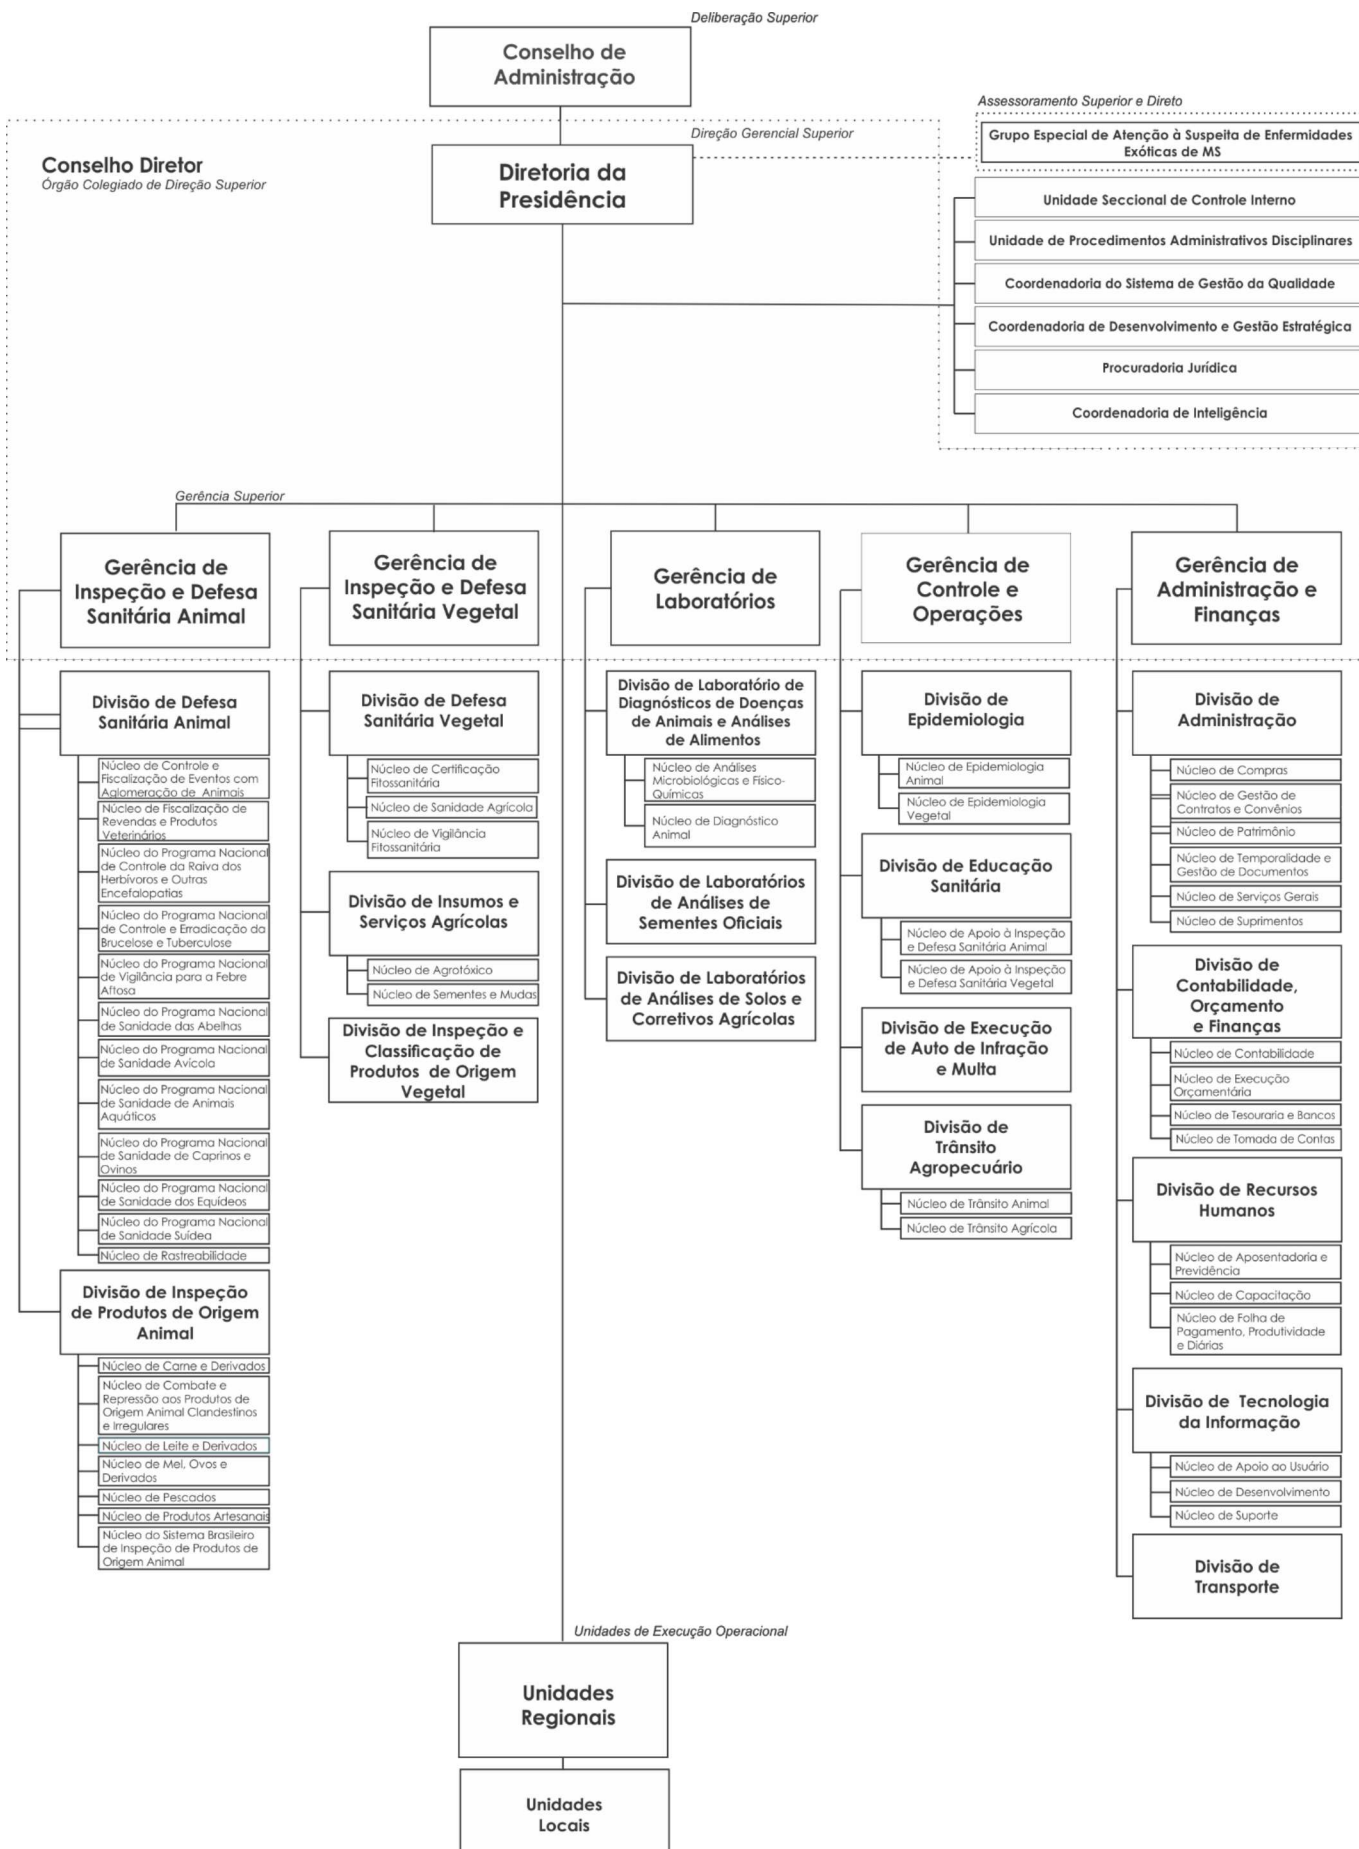 Deliberação Superior
Conselho de
Administração
Assessoramento Superior e Direto
Direção Gerencial Superior
Grupo Especial de Atenção à Suspeita de Enfermidades
Exóticas de MS
Conselho Diretor
Órgão Colegiado de Direção Superior
Diretoria da
Presidência
Unidade Seccional de Controle Interno
Unidade de Procedimentos Administrativos Disciplinares
Coordenadoria do Sistema de Gestão da Qualidade
Coordenadoria de Desenvolvimento e Gestão Estratégica
Procuradoria Jurídica
Coordenadoria de Inteligência
Gerência Superior
Gerência de
Inspeção e Defesa
Sanitária Animal
Divisão de Defesa
Sanitária Animal
Núcleo de Controle e
Fiscalização de Eventos com
Aglomeração de Animais
Núcleo de Fiscalização de
Revendas e Produtos
Veterinários
Núcleo do Programa Nacional
de Controle da Raiva dos
Herbívoros e Outras
Encefalopatias
Núcleo do Programa Nacional
de Controle e Erradicação da
Brucelose e Tuberculose
Núcleo do Programa Nacional
de Vigilância para a Febre
Aftosa
Núcleo do Programa Nacional
de Sanidade das Abelhas
Núcleo do Programa Nacional
de Sanidade Avícola
Núcleo do Programa Nacional
de Sanidade de Animais
Aquáticos
Núcleo do Programa Nacional
de Sanidade de Caprinos e
Ovinos
Núcleo do Programa Nacional
de Sanidade dos Equídeos
Núcleo do Programa Nacional
de Sanidade Suídea
Núcleo de Rastreabilidade
Divisão de Inspeção
de Produtos de Origem
Animal
Núcleo de Carne e Derivados
Núcleo de Combate e
Repressão aos Produtos de
Origem Animal Clandestinos
e Irregulares
Núcleo de Leite e Derivados
Núcleo de Mel, Ovos e
Derivados
Núcleo de Pescados
Núcleo de Produtos Artesanais
Núcleo do Sistema Brasileiro
de Inspeção de Produtos de
Origem Animal
Gerência de
Inspeção e Defesa
Sanitária Vegetal
Divisão de Defesa
Sanitária Vegetal
Núcleo de Certificação
Fitossanitária
Núcleo de Sanidade Agrícola
Núcleo de Vigilância
Fitossanitária
Divisão de Insumos e
Serviços Agrícolas
Núcleo de Agrotóxico
Núcleo de Sementes e Mudas
Divisão de Inspeção e
Classificação de
Produtos de Origem
Vegetal
Gerência de
Laboratórios
Divisão de Laboratório de
Diagnósticos de Doenças
de Animais e Análises
de Alimentos
Núcleo de Análises
Microbiológicas e Físico-
Químicas
Núcleo de Diagnóstico
Animal
Divisão de Laboratórios
de Análises de
Sementes Oficiais
Divisão de Laboratórios
de Análises de Solos e
Corretivos Agrícolas
Gerência de
Controle e
Operações
Divisão de
Epidemiologia
Núcleo de Epidemiologia
Animal
Núcleo de Epidemiologia
Vegetal
Divisão de Educação
Sanitária
Núcleo de Apoio à Inspeção
e Defesa Sanitária Animal
Núcleo de Apoio à Inspeção
e Defesa Sanitária Vegetal
Divisão de Execução
de Auto de Infração
e Multa
Divisão de
Trânsito
Agropecuário
Núcleo de Trânsito Animal
Núcleo de Trânsito Agrícola
Gerência de
Administração e
Finanças
Divisão de
Administração
Núcleo de Compras
Núcleo de Gestão de
Contratos e Convênios
Núcleo de Patrimônio
Núcleo de Temporalidade e
Gestão de Documentos
Núcleo de Serviços Gerais
Núcleo de Suprimentos
Divisão de
Contabilidade,
Orçamento
e Finanças
Núcleo de Contabilidade
Núcleo de Execução
Orçamentária
Núcleo de Tesouraria e Bancos
Núcleo de Tomada de Contas
Divisão de Recursos
Humanos
Núcleo de Aposentadoria e
Previdência
Núcleo de Capacitação
Núcleo de Folha de
Pagamento, Produtividade
e Diárias
Divisão de Tecnologia
da Informação
Núcleo de Apoio ao Usuário
Núcleo de Desenvolvimento
Núcleo de Suporte
Divisão de
Transporte
Unidades de Execução Operacional
Unidades
Regionais
Unidades
Locais